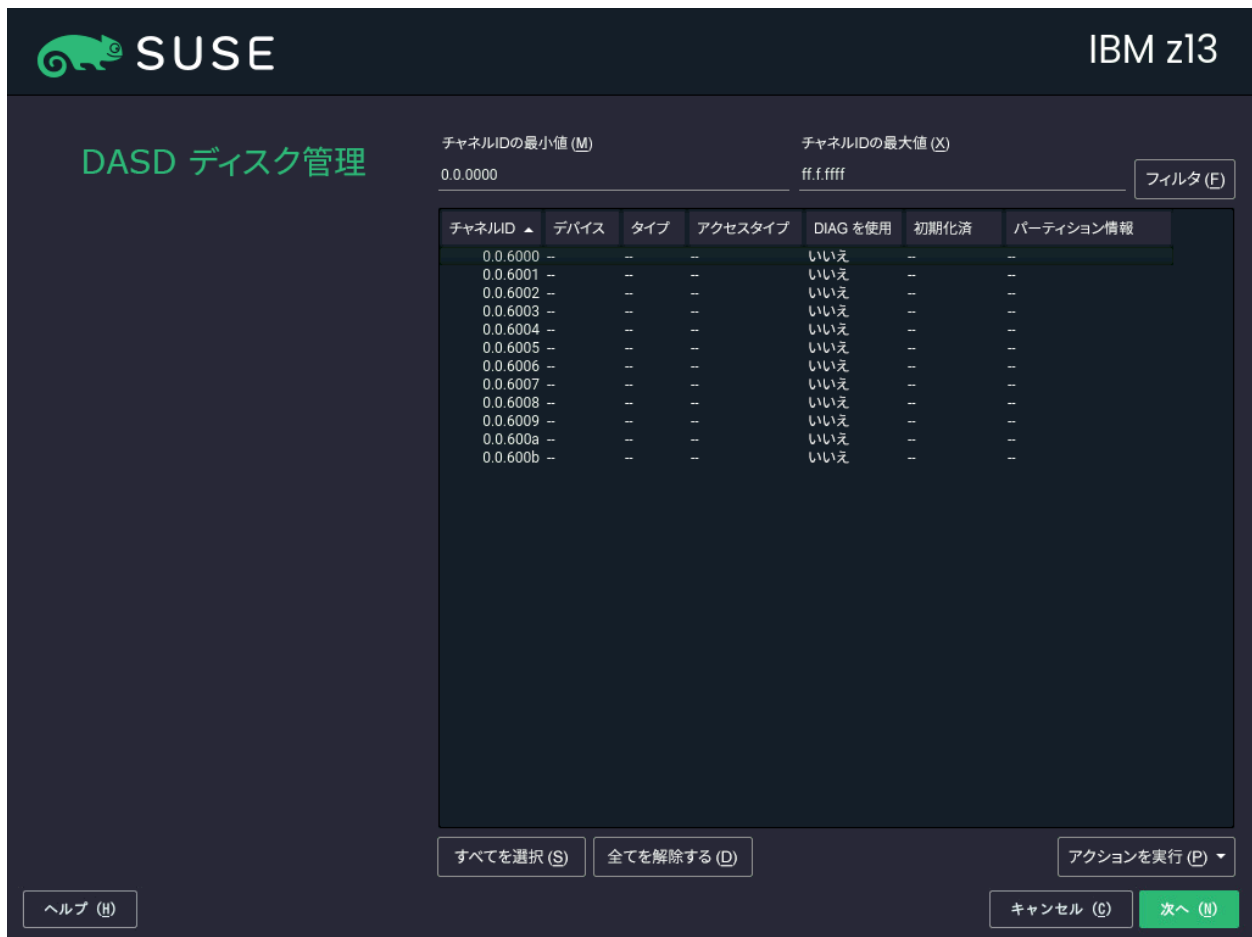 SUSE
IBM z13
DASD ディスク管理
チャネルIDの最小値 (M) チャネルIDの最大値 (X)
0.0.0000 ff.f.ffff フィルタ (F)
チャネルID デバイス タイプ アクセスタイプ DIAG を使用 初期化済 パーティション情報
0.0.6000 -- -- -- いいえ -- --
0.0.6001 -- -- -- いいえ -- --
0.0.6002 -- -- -- いいえ -- --
0.0.6003 -- -- -- いいえ -- --
0.0.6004 -- -- -- いいえ -- --
0.0.6005 -- -- -- いいえ -- --
0.0.6006 -- -- -- いいえ -- --
0.0.6007 -- -- -- いいえ -- --
0.0.6008 -- -- -- いいえ -- --
0.0.6009 -- -- -- いいえ -- --
0.0.600a -- -- -- いいえ -- --
0.0.600b -- -- -- いいえ -- --
すべてを選択 (S) 全てを解除する (D) アクションを実行 (P)
ヘルプ (H) キャンセル (C) 次へ (N)